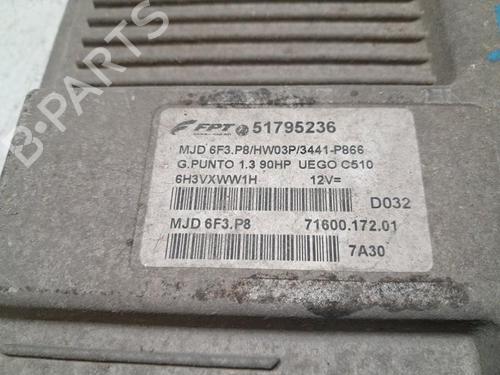 FPT 51795236
MJD 6F3.P8/HW03P/3441-P866
G.PUNTO 1.3 90HP UEGO C510
6H3VXWW1H 12V=
D032
MJD 6F3.P8 71600.172.01
7A30